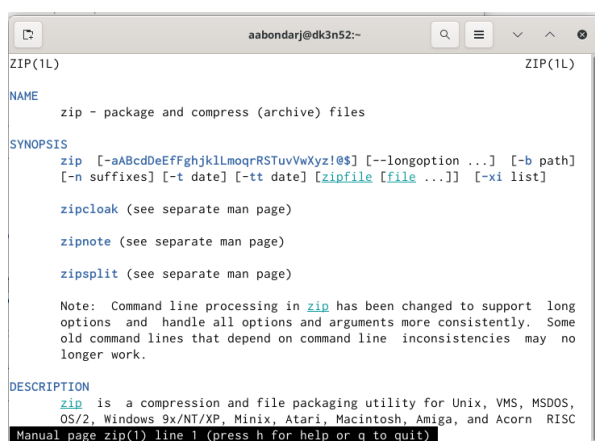 aabondarj@dk3n52:~
ZIP(1L) ZIP(1L)
NAME
zip - package and compress (archive) files
SYNOPSIS
zip [-aABcdDeEfFghjklLmoqrRSTuvVwXyz!@$] [--longoption ...] [-b path]
[-n suffixes] [-t date] [-tt date] [zipfile [file ...]] [-xi list]
zipcloak (see separate man page)
zipnote (see separate man page)
zipsplit (see separate man page)
Note: Command line processing in zip has been changed to support long
options and handle all options and arguments more consistently. Some
old command lines that depend on command line inconsistencies may no
longer work.
DESCRIPTION
zip is a compression and file packaging utility for Unix, VMS, MSDOS,
OS/2, Windows 9x/NT/XP, Minix, Atari, Macintosh, Amiga, and Acorn RISC
Manual page zip(1) line 1 (press h for help or q to quit)